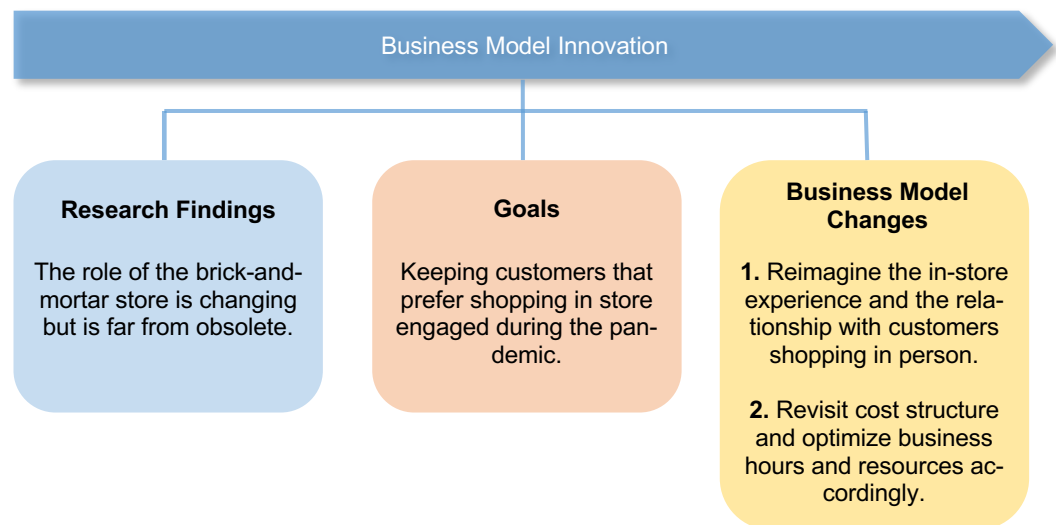 Business Model Innovation
Research Findings
The role of the brick-and-
mortar store is changing
but is far from obsolete.
Goals
Keeping customers that
prefer shopping in store
engaged during the pan-
demic.
Business Model
Changes
1. Reimagine the in-store
experience and the rela-
tionship with customers
shopping in person.
2. Revisit cost structure
and optimize business
hours and resources ac-
cordingly.